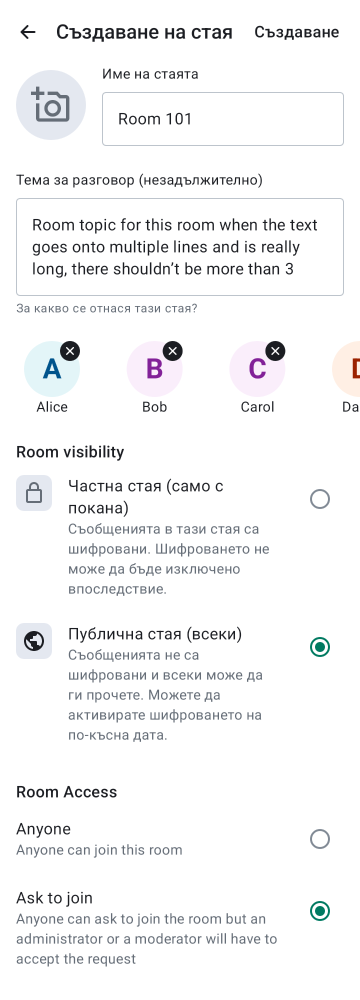 Създаване на стая
Създаване
Име на стаята
Room 101
Тема за разговор (незадължително)
Room topic for this room when the text
goes onto multiple lines and is really
long, there shouldn’t be more than 3
За какво се отнася тази стая?
A B C
Alice Bob Carol Da
Room visibility
Частна стая (само с
покана)
Съобщенията в тази стая са
шифровани. Шифроването не
може да бъде изключено
впоследствие.
Публична стая (всеки)
Съобщенията не са
шифровани и всеки може да
ги прочете. Можете да
активирате шифроването на
по-късна дата.
Room Access
Anyone
Anyone can join this room
Ask to join
Anyone can ask to join the room but an
administrator or a moderator will have to
accept the request